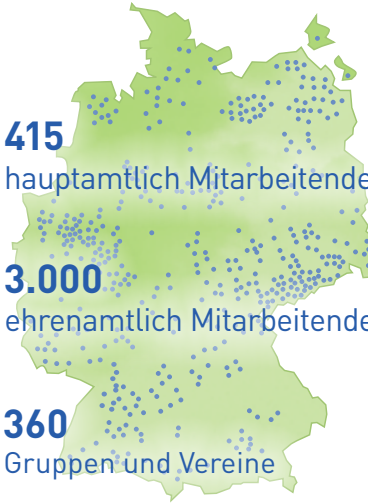 415
hauptamtlich Mitarbeitende
3.000
ehrenamtlich Mitarbeitende
360
Gruppen und Vereine